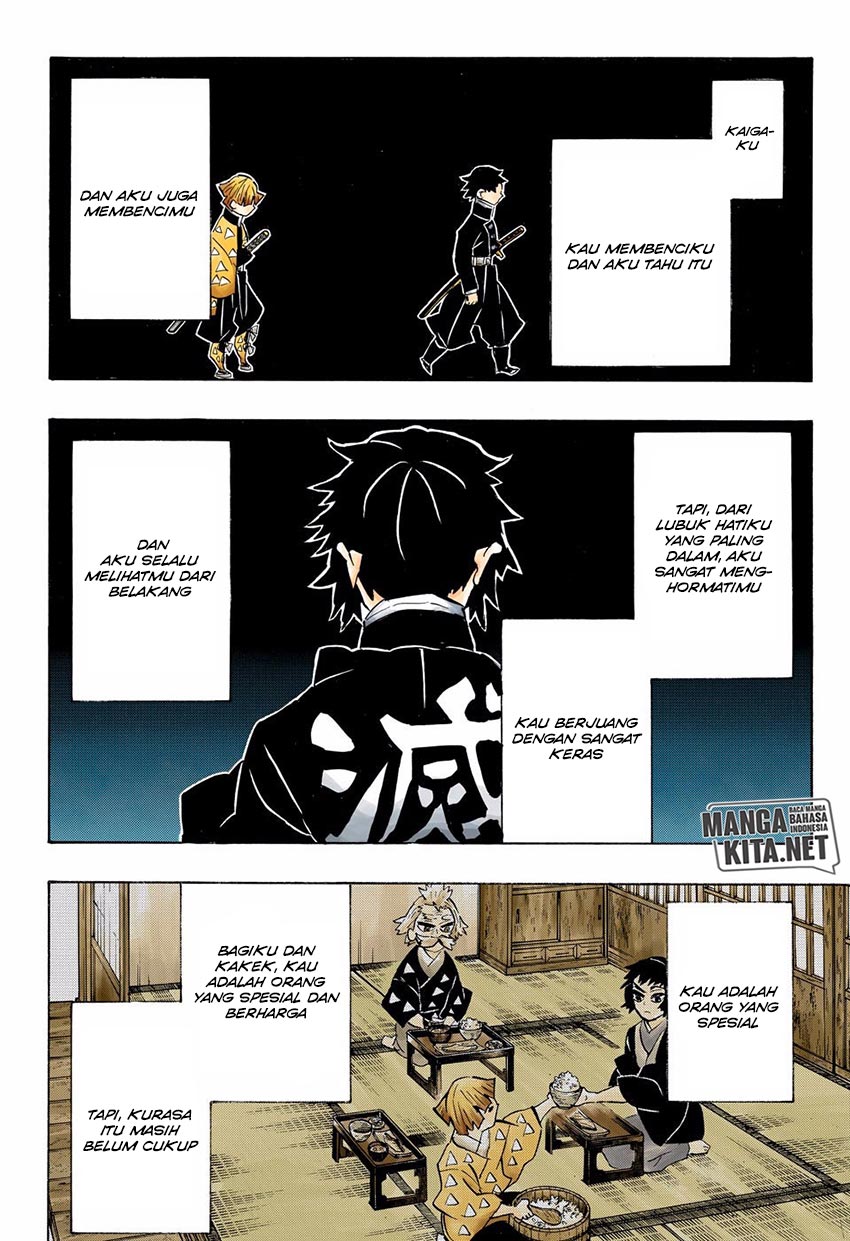 KAIGA-
KU
KAU MEMBENCIKU
DAN AKU TAHU ITU
DAN AKU JUGA
MEMBENCIMU
TAPI, DARI
LUBUK HATIKU
YANG PALING
DALAM, AKU
SANGAT MENG-
HORMATIMU
KAU BERJUANG
DENGAN SANGAT
KERAS
DAN
AKU SELALU
MELIHATMU DARI
BELAKANG
滅
MANGA
KITA.NET
BACA MANGA
BAHASA
INDONESIA
KAU ADALAH
ORANG YANG
SPESIAL
BAGIKU DAN
KAKEK, KAU
ADALAH ORANG
YANG SPESIAL DAN
BERHARGA
TAPI, KURASA
ITU MASIH
BELUM CUKUP